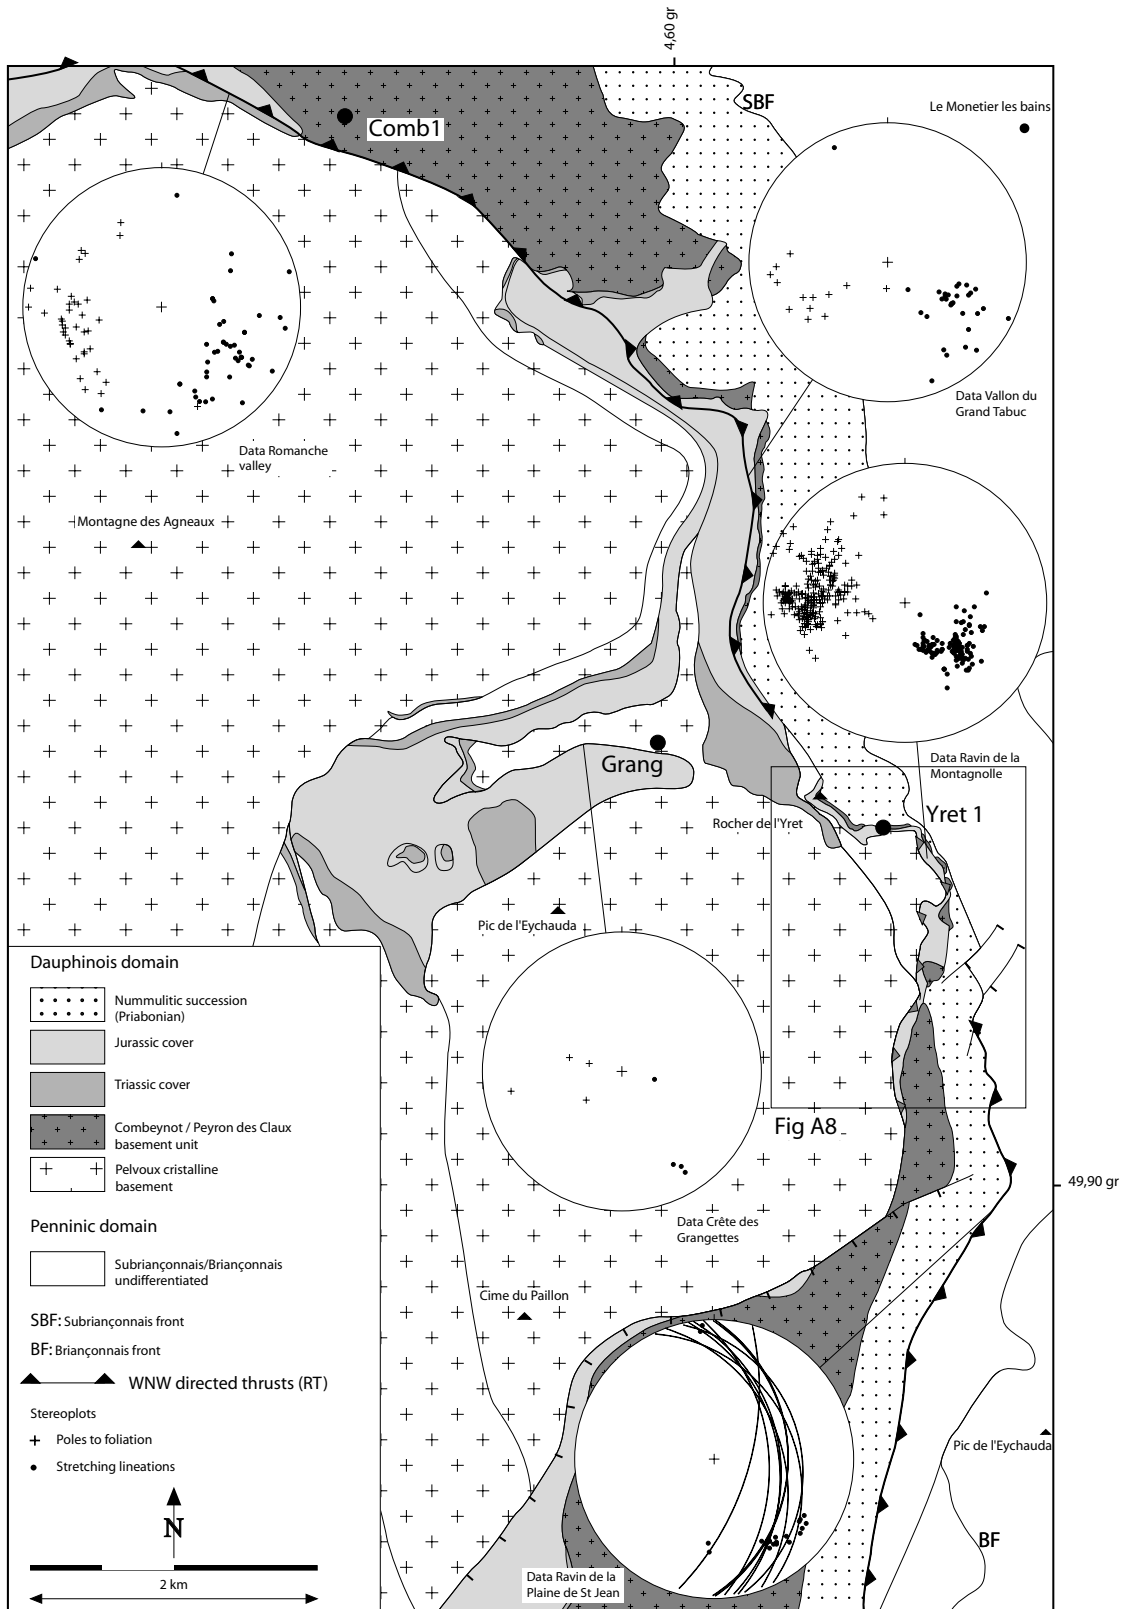 4,60 gr
SBF
Le Monetier les bains
Comb1
Data Vallon du
Grand Tabuc
Data Romanche
valley
Montagne des Agneaux
Data Ravin de la
Montagnolle
Grang
Yret 1
Rocher de l'Yret
Pic de l'Eychauda
Fig A8
49,90 gr
Data Crête des
Grangettes
Cime du Paillon
Pic de l'Eychauda
BF
Data Ravin de la
Plaine de St Jean
Dauphinois domain
Nummulitic succession
(Priabonian)
Jurassic cover
Triassic cover
Combeynot / Peyron des Claux
basement unit
Pelvoux cristalline
basement
Penninic domain
Subriançonnais/Briançonnais
undifferentiated
SBF: Subriançonnais front
BF: Briançonnais front
WNW directed thrusts (RT)
Stereoplots
Poles to foliation
Stretching lineations
N
2 km